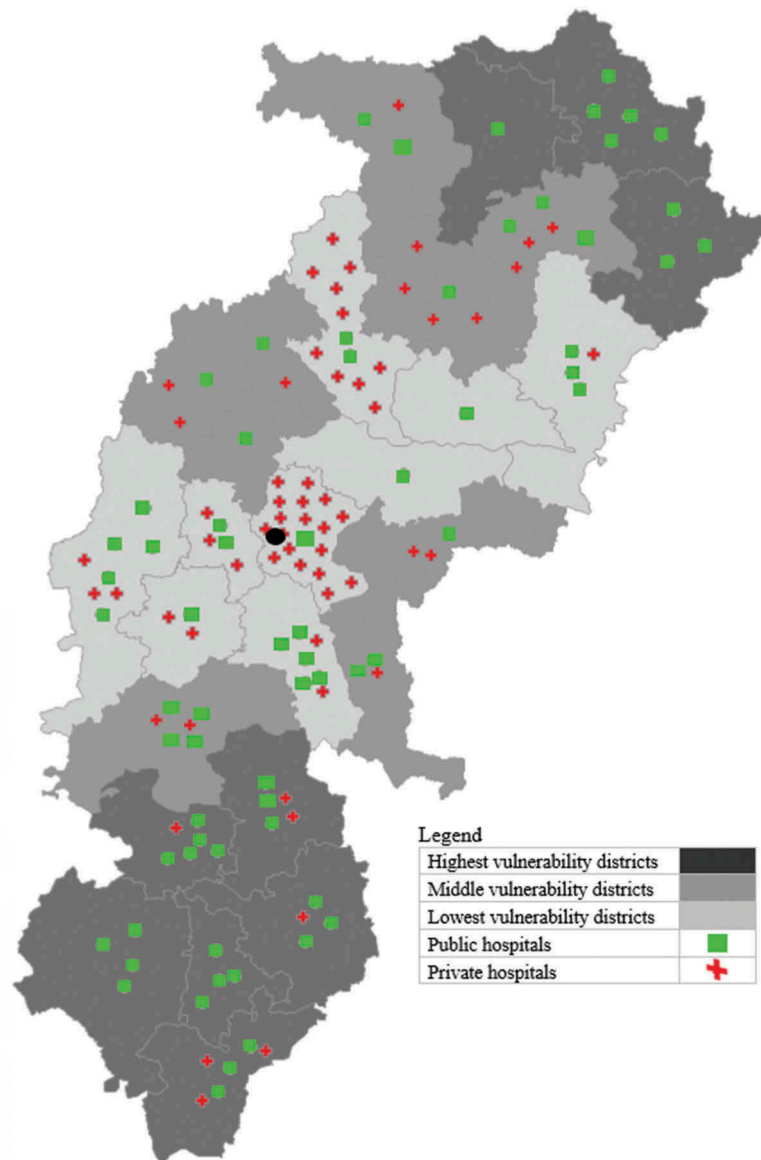 Legend
Highest vulnerability districts
Middle vulnerability districts
Lowest vulnerability districts
Public hospitals
Private hospitals